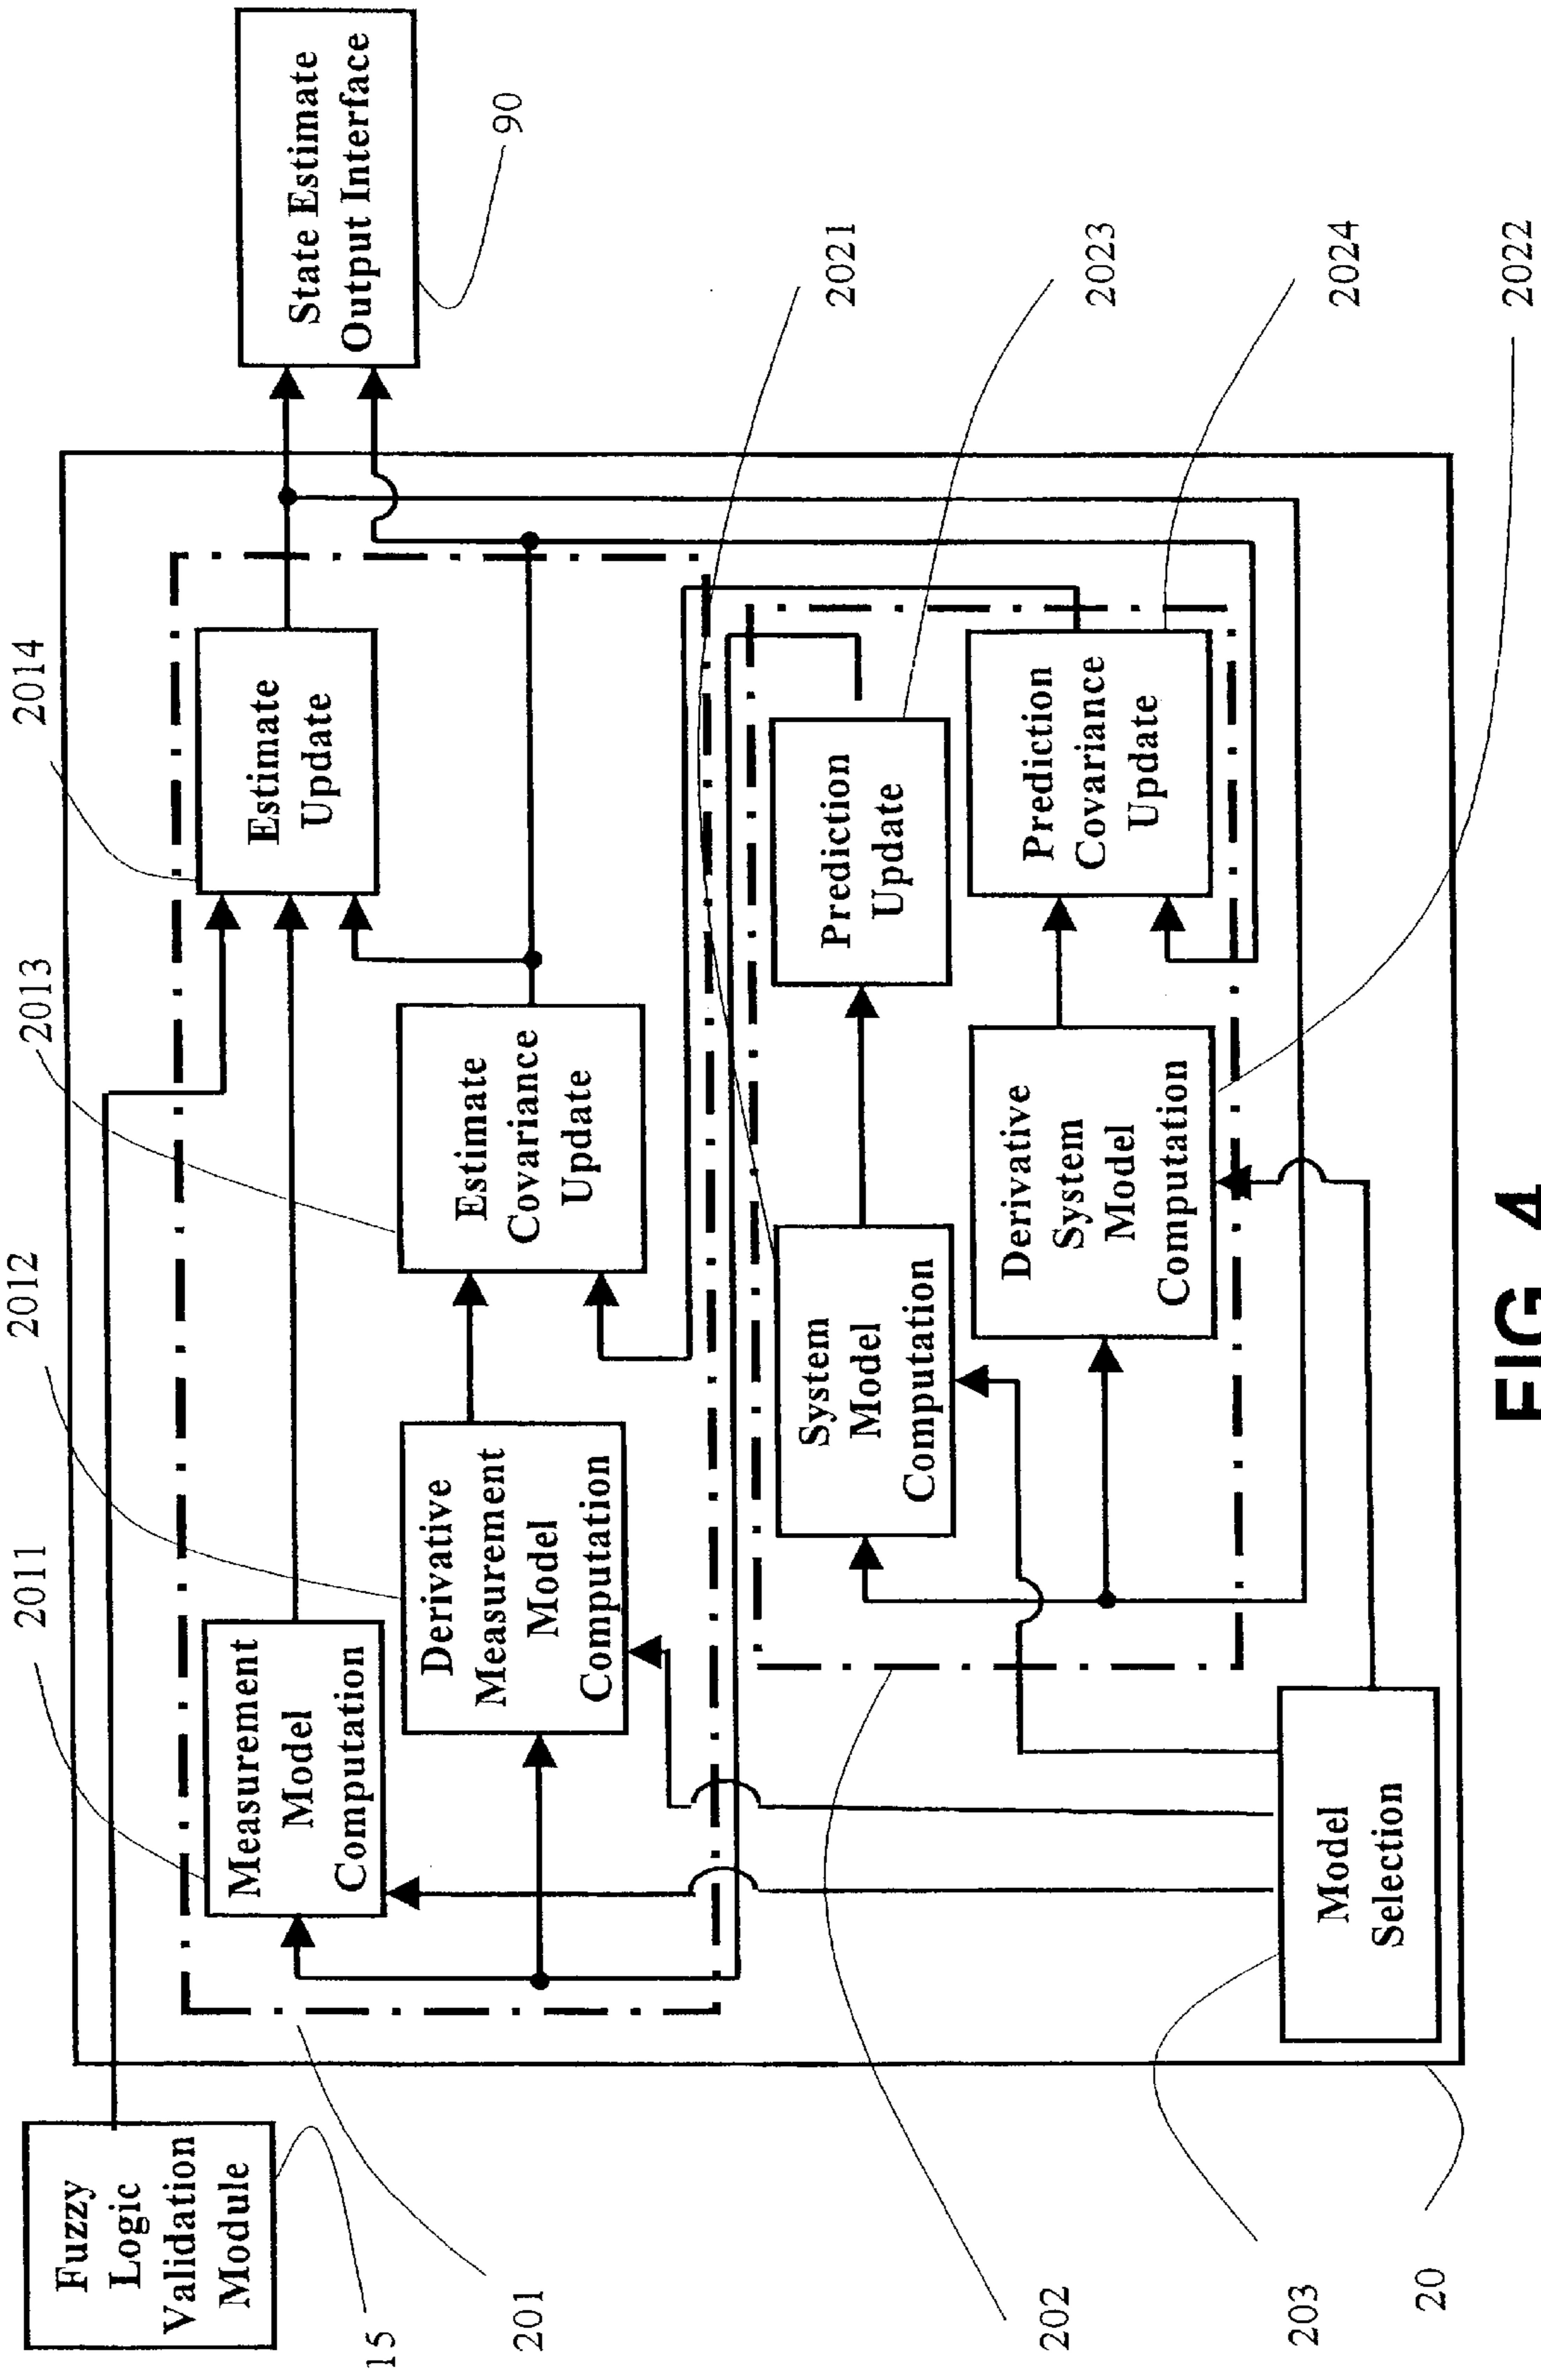 Fuzzy
Logic
Validation
Module
15
201
2011
2012
2013
2014
Measurement
Model
Computation
Derivative
Measurement
Model
Computation
Estimate
Covariance
Update
Estimate
Update
State Estimate
Output Interface
90
System
Model
Computation
Prediction
Update
Derivative
System
Model
Computation
Prediction
Covariance
Update
2021
2023
2024
2022
Model
Selection
202
203
20
FIG. 4